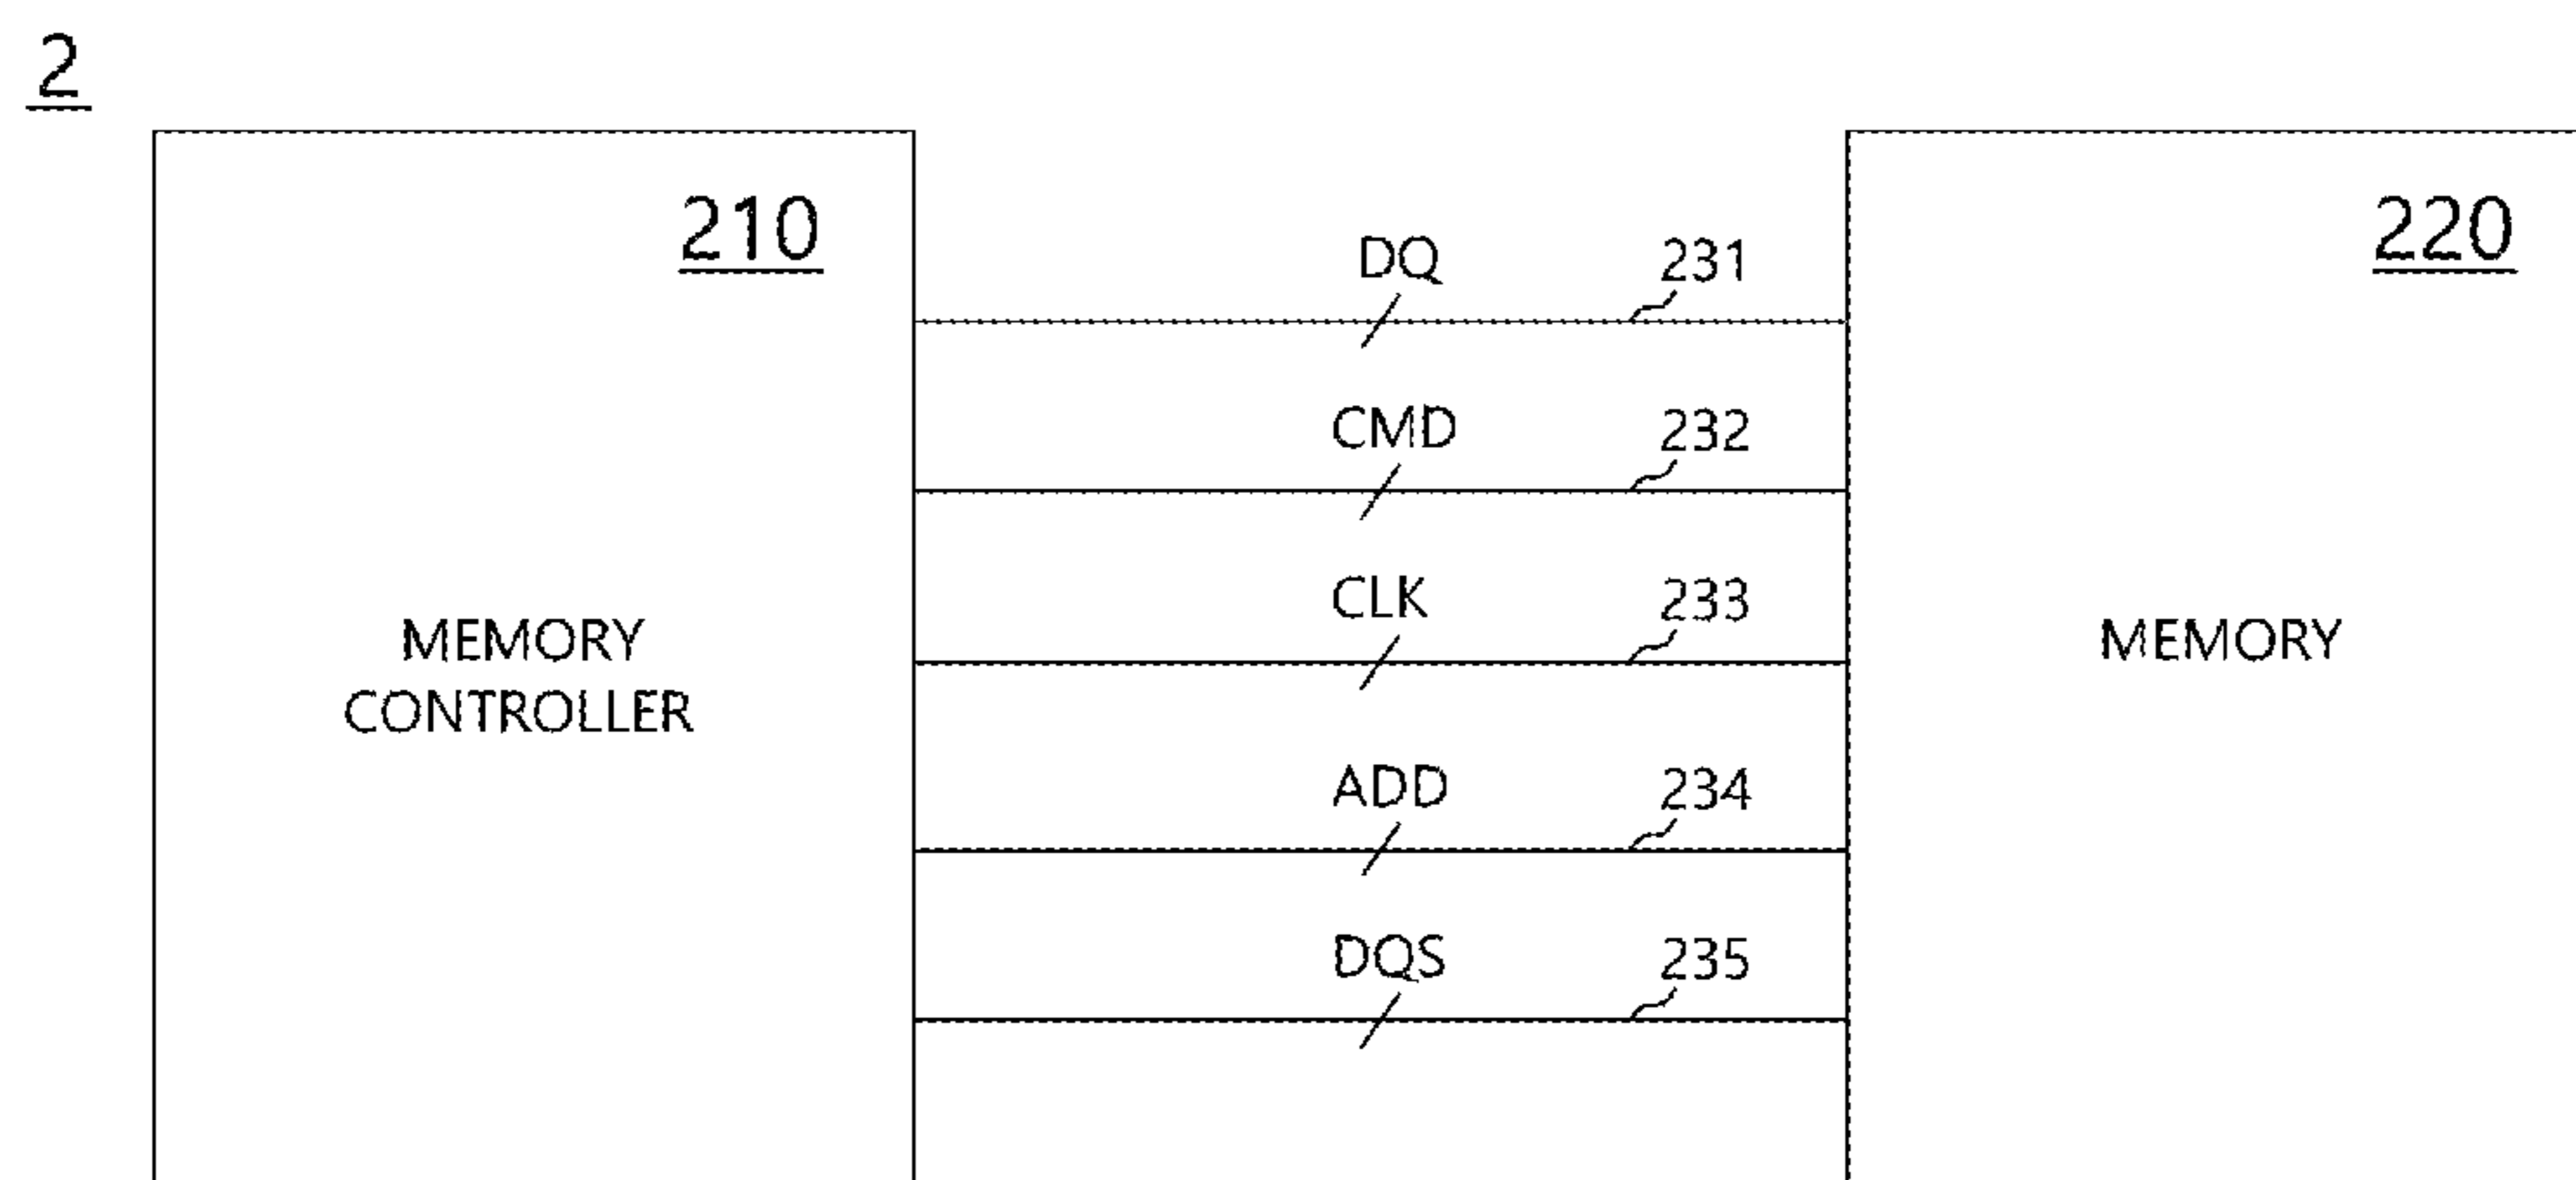 2
210
220
DQ
231
CMD
232
CLK
233
MEMORY
CONTROLLER
MEMORY
ADD
234
DQS
235